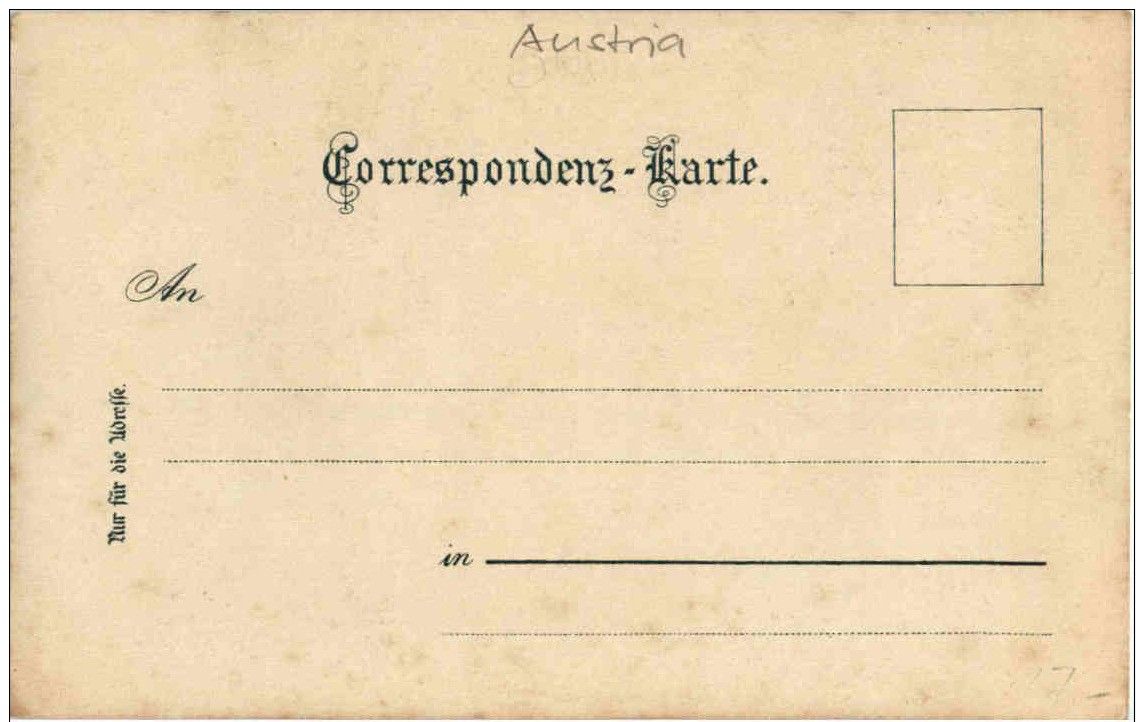 Austria
Correspondenz-Karte.
An
Nur für die Adresse.
in